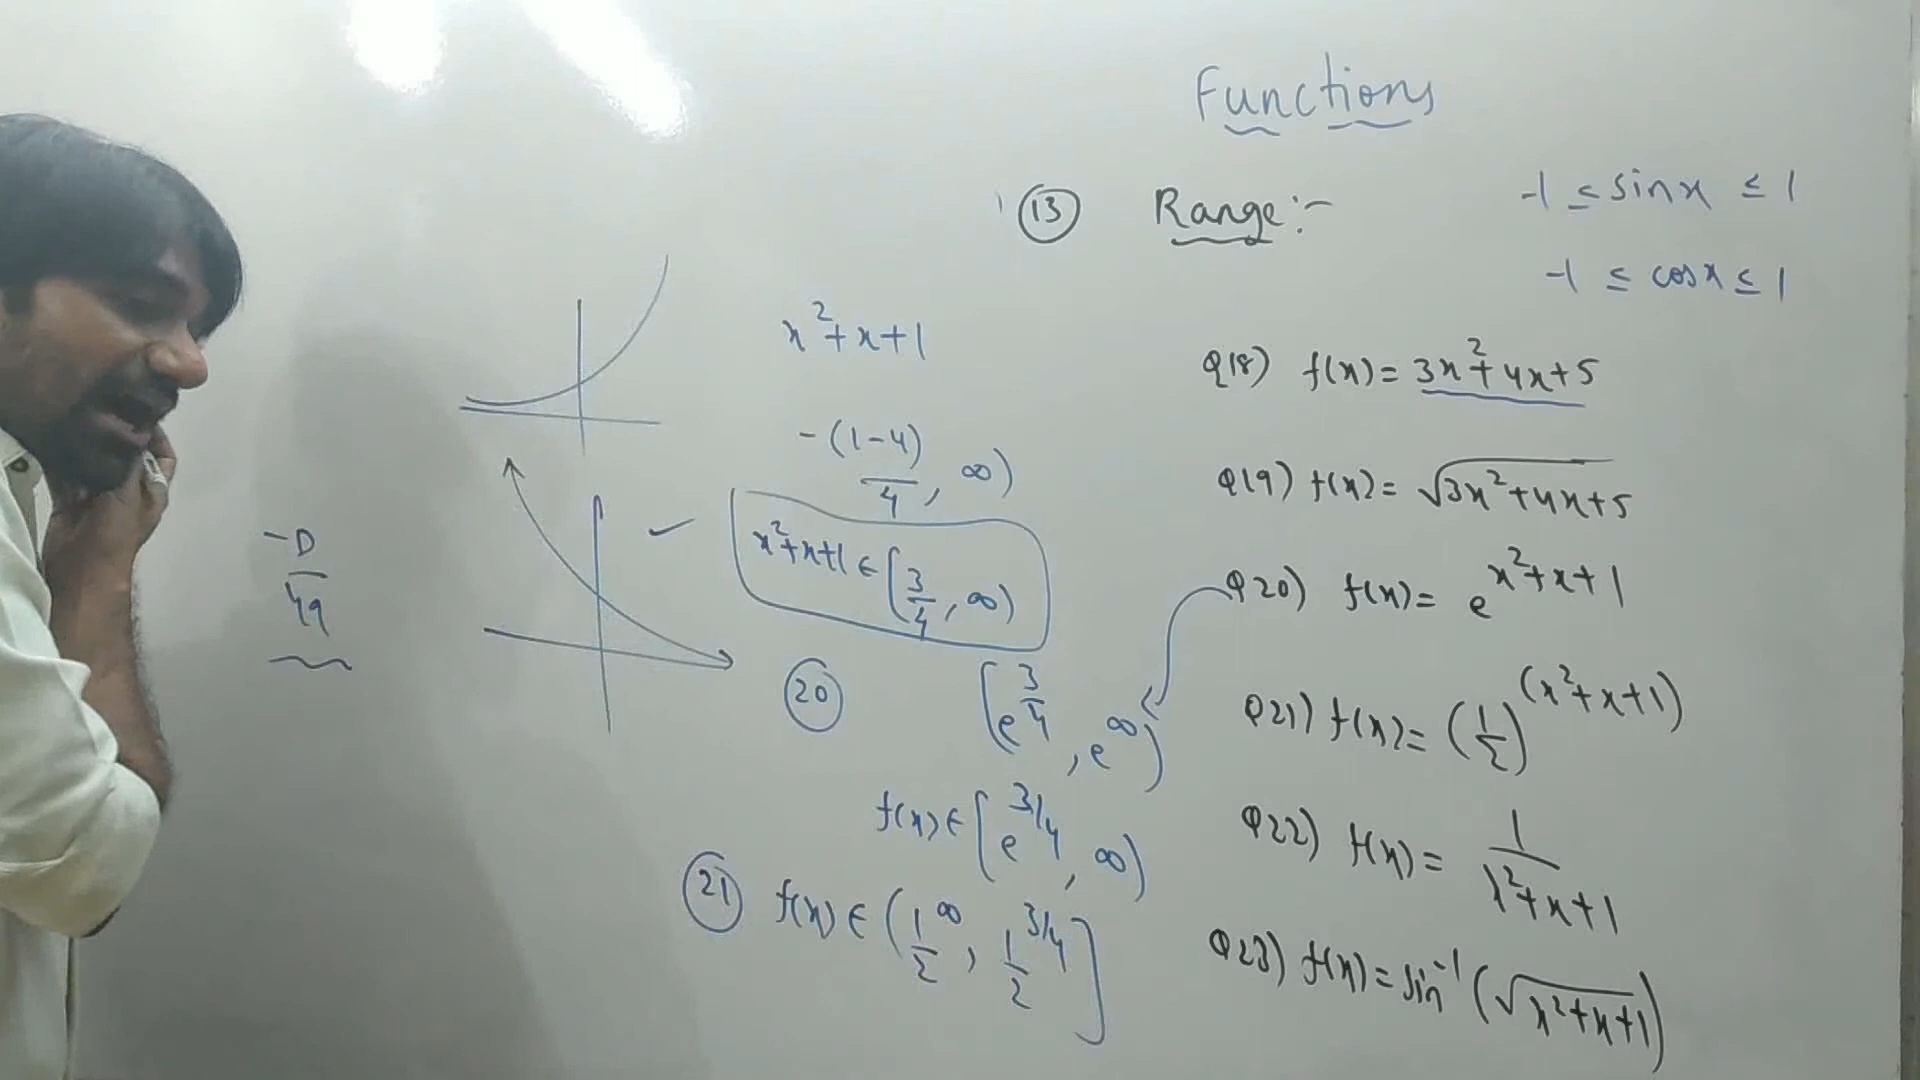 Functions
13 Range:-
-1 ≤ sinx ≤ 1
-1 ≤ cosx ≤ 1
Q18) f(x) = 3x²+4x+5
Q19) f(x) = √3x²+4x+5
Q20) f(x) = e^x²+x+1
Q21) f(x) = (1/2)^(x²+x+1)
Q22) f(x) = 1/x²+x+1
Q23) f(x) = sin⁻¹(√x²+x+1)
x²+x+1
-(1-4)/4, ∞)
x²+x+1 ∈ [3/4, ∞)
-D/4a
20 [e^3/4, e^∞)
f(x) ∈ [e^3/4, ∞)
21 f(x) ∈ (1/2^∞, 1/2^3/4]